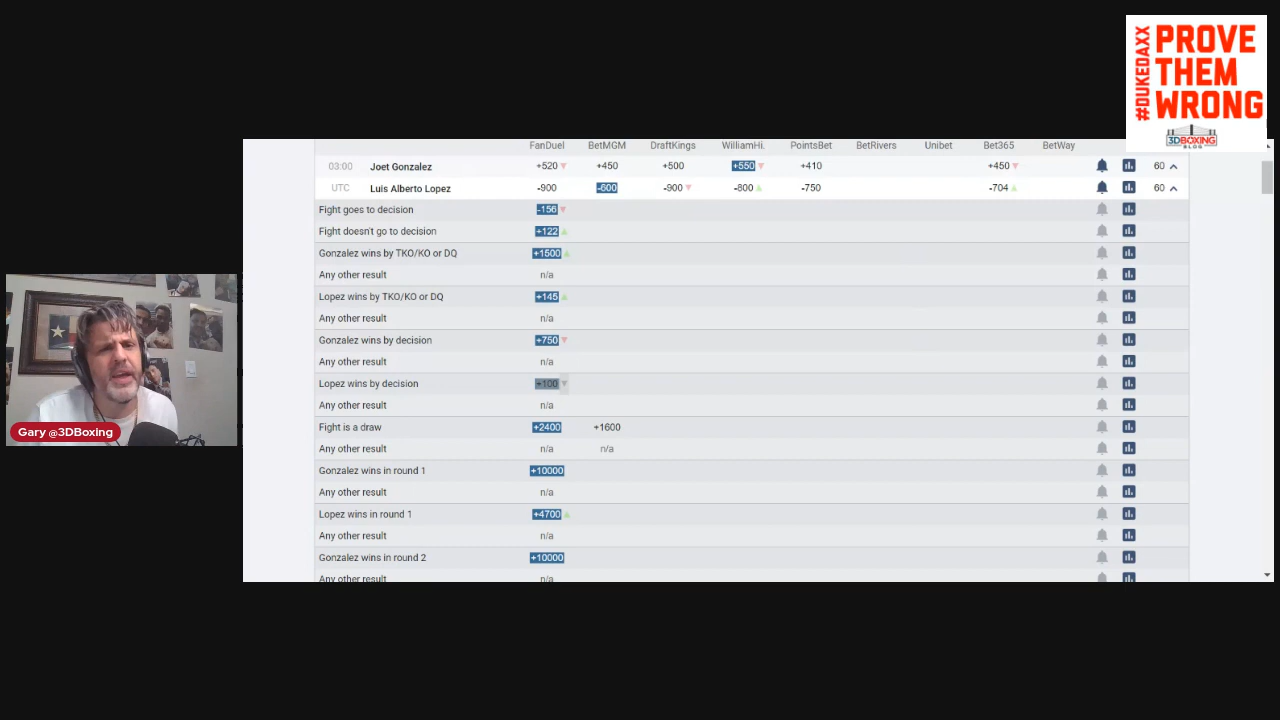 #DUKEDAXX
PROVE
THEM
WRONG
3DBOXING
BLOG
FanDuel BetMGM DraftKings WilliamHi. PointsBet BetRivers Unibet Bet365 BetWay
03:00 Joet Gonzalez +520 +450 +500 +550 +410 +450 60
UTC Luis Alberto Lopez -900 -600 -900 -800 -750 -704 60
Fight goes to decision -156
Fight doesn't go to decision +122
Gonzalez wins by TKO/KO or DQ +1500
Any other result n/a
Lopez wins by TKO/KO or DQ +145
Any other result n/a
Gonzalez wins by decision +750
Any other result n/a
Lopez wins by decision +100
Any other result n/a
Fight is a draw +2400 +1600
Any other result n/a n/a
Gonzalez wins in round 1 +10000
Any other result n/a
Lopez wins in round 1 +4700
Any other result n/a
Gonzalez wins in round 2 +10000
Any other result n/a
Gary @3DBoxing